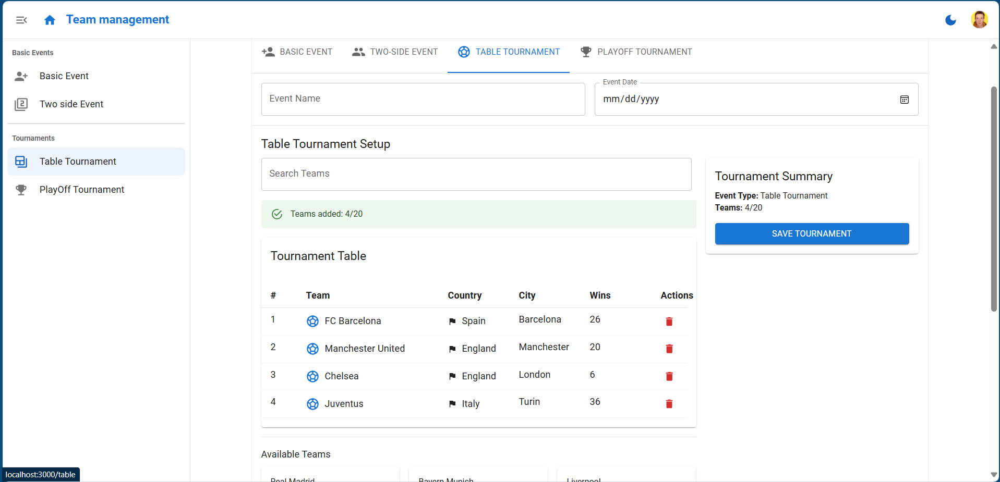 Team management
Basic Events
Basic Event
Two side Event
Tournaments
Table Tournament
PlayOff Tournament
BASIC EVENT
TWO-SIDE EVENT
TABLE TOURNAMENT
PLAYOFF TOURNAMENT
Event Name
Event Date
mm/dd/yyyy
Table Tournament Setup
Search Teams
Teams added: 4/20
Tournament Table
# Team Country City Wins Actions
1 FC Barcelona Spain Barcelona 26
2 Manchester United England Manchester 20
3 Chelsea England London 6
4 Juventus Italy Turin 36
Available Teams
Real Madrid
Bayern Munich
Liverpool
Tournament Summary
Event Type: Table Tournament
Teams: 4/20
SAVE TOURNAMENT
localhost:3000/table